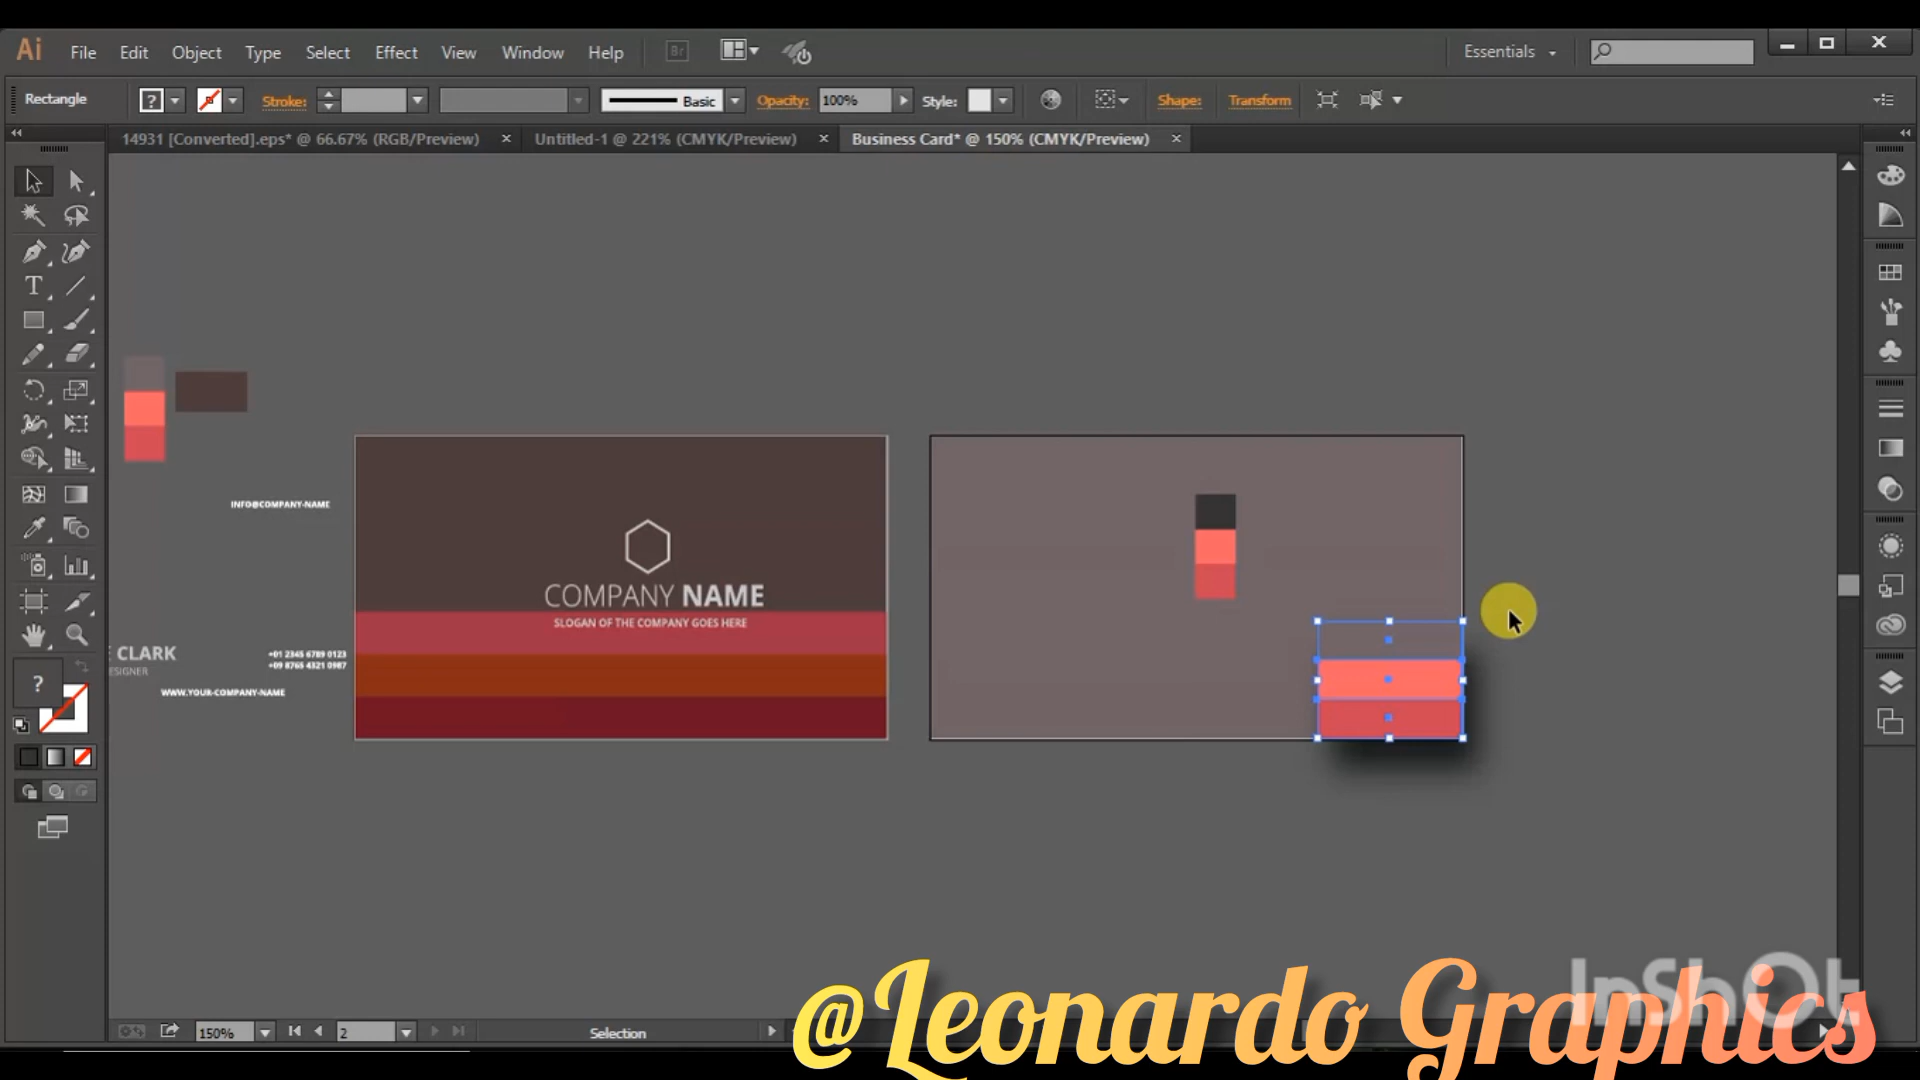 Ai File Edit Object Type Select Effect View Window Help Br Essentials
Rectangle ? Stroke: Basic Opacity: 100% Style: Shape: Transform
14931 [Converted].eps* @ 66.67% (RGB/Preview) × Untitled-1 @ 221% (CMYK/Preview) × Business Card* @ 150% (CMYK/Preview) ×
INFO@COMPANY-NAME
COMPANY NAME
SLOGAN OF THE COMPANY GOES HERE
CLARK
+01 2345 6789 0123
+09 8765 4321 0987
ESIGNER
WWW.YOUR-COMPANY-NAME
T
?
150% 2 Selection
InShOt
@Leonardo Graphics